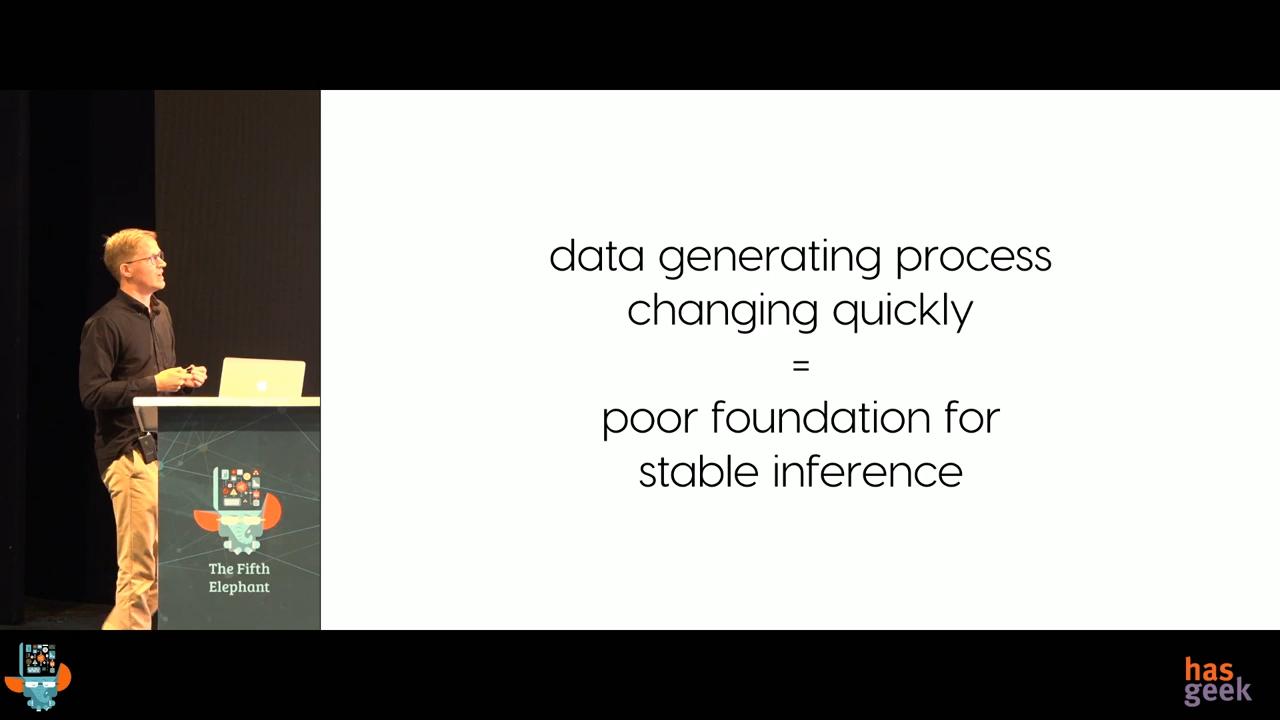 data generating process
changing quickly
=
poor foundation for
stable inference
The Fifth
Elephant
has
geek